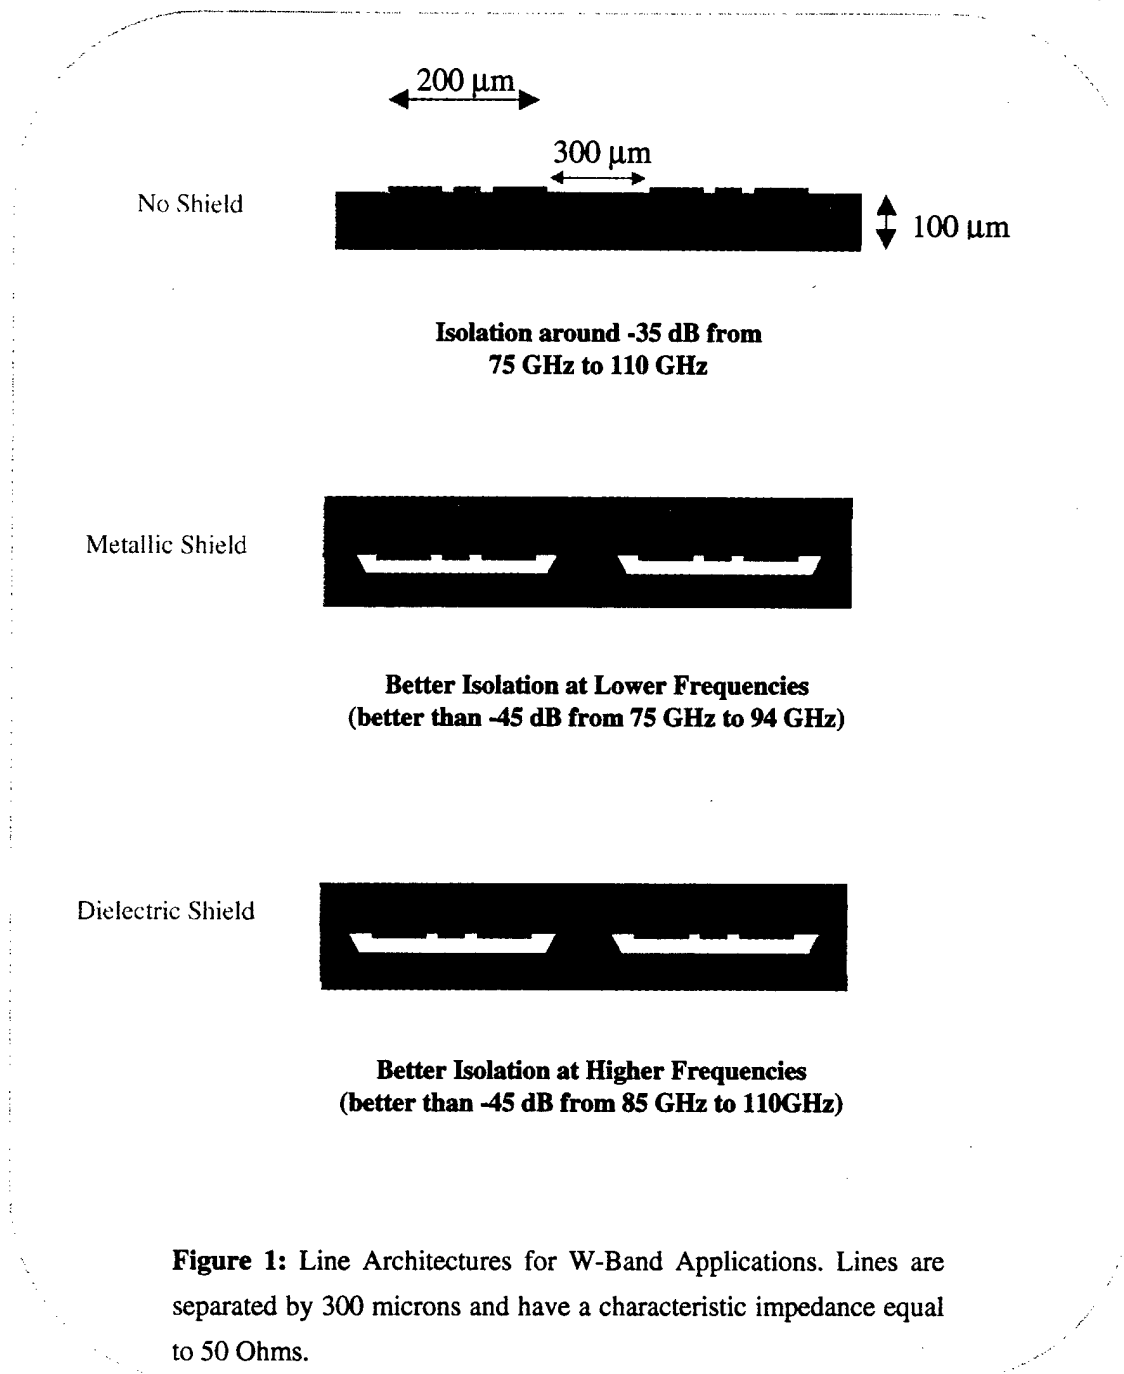 200 μm
300 μm
No Shield
100 μm
Isolation around -35 dB from
75 GHz to 110 GHz
Metallic Shield
Better Isolation at Lower Frequencies
(better than -45 dB from 75 GHz to 94 GHz)
Dielectric Shield
Better Isolation at Higher Frequencies
(better than -45 dB from 85 GHz to 110GHz)
Figure 1: Line Architectures for W-Band Applications. Lines are
separated by 300 microns and have a characteristic impedance equal
to 50 Ohms.